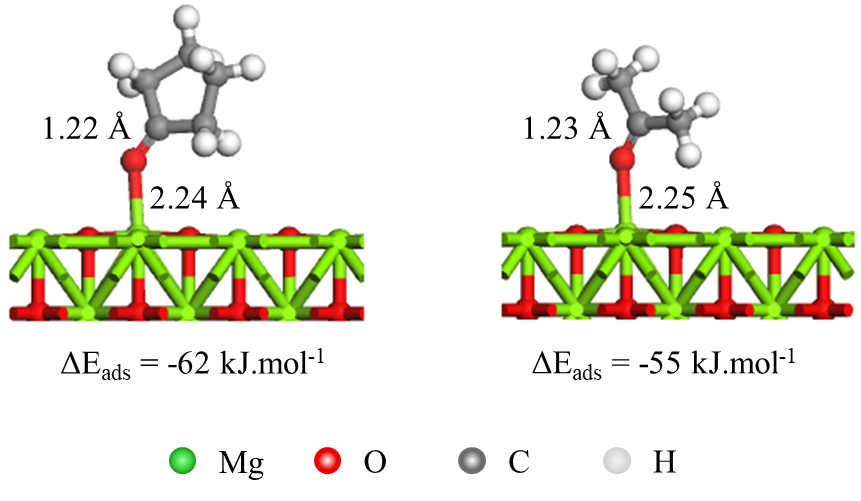 1.22 Å
2.24 Å
ΔEads = -62 kJ.mol-1
1.23 Å
2.25 Å
ΔEads = -55 kJ.mol-1
Mg O C H